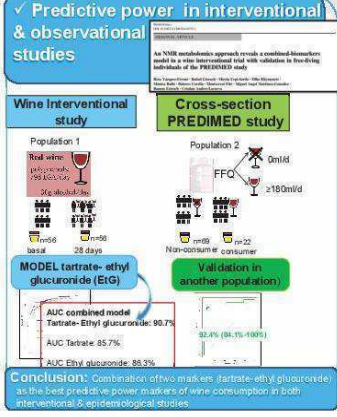 ✓ Predictive power in interventional
& observational
studies
ORIGINAL ARTICLE
An NMR metabolomics approach reveals a combined-biomarkers
model in a wine interventional trial with validation in free-living
individuals of the PREDIMED study
Wine Interventional
study
Cross-section
PREDIMED study
Population 1
Red wine
Population 2
FFQ
0ml/d
≥180ml/d
n=56
n=56
basal
28 days
n=69
n=22
Non-consumer
consumer
MODEL tartrate- ethyl
glucuronide (EtG)
Validation in
another population)
AUC combined model
Tartrate- Ethyl glucuronide: 90.7%
AUC Tartrate: 85.7%
AUC Ethyl glucuronide: 86.3%
92.4% (84.1%-100%)
Conclusion: Combination of two markers (tartrate-ethyl glucuronide)
as the best predictive power markers of wine consumption in both
interventional & epidemiological studies